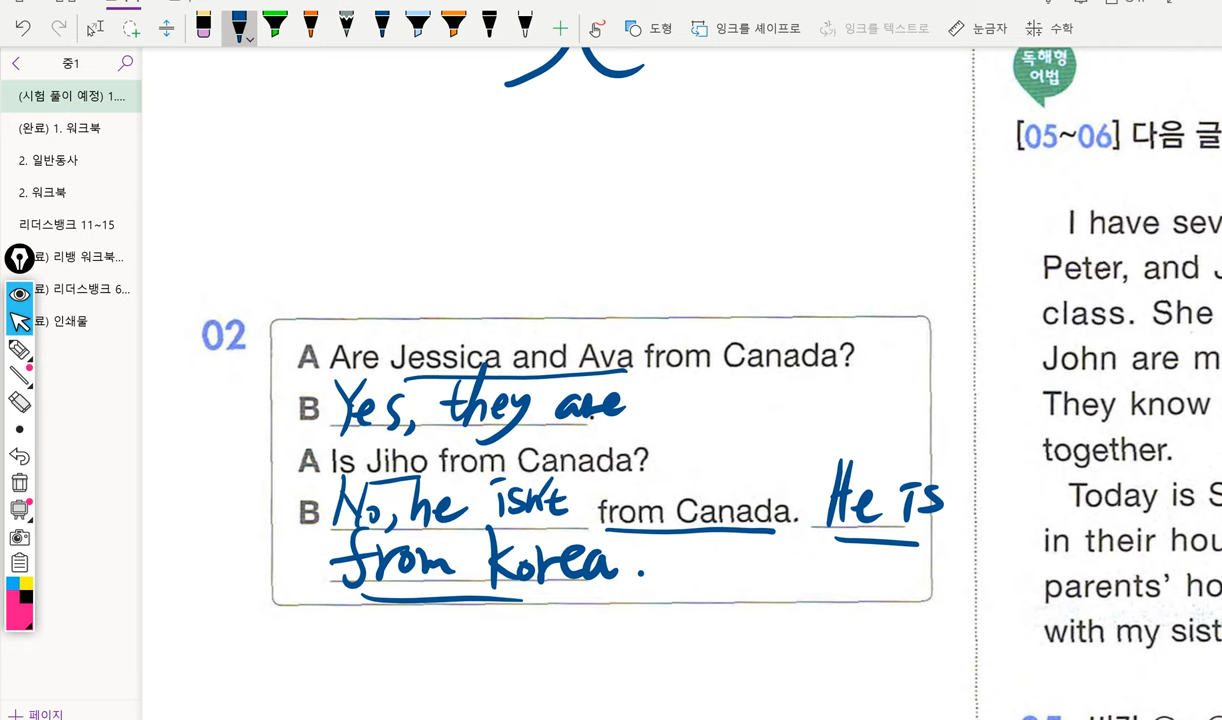 도형
잉크를 셰이프로
잉크를 텍스트로
눈금자
수학
중1
(시험 풀이 예정) 1....
(완료) 1. 워크북
2. 일반동사
2. 워크북
리더스뱅크 11~15
료) 리뱅 워크북...
료) 리더스뱅크 6...
료) 인쇄물
페이지
02
A Are Jessica and Ava from Canada?
B Yes, they are
A Is Jiho from Canada?
B No, he isn't from Canada. He is
from Korea.
독해형
어법
[05~06] 다음 글
I have sev
Peter, and J
class. She
John are m
They know
together.
Today is S
in their hou
parents' ho
with my sist